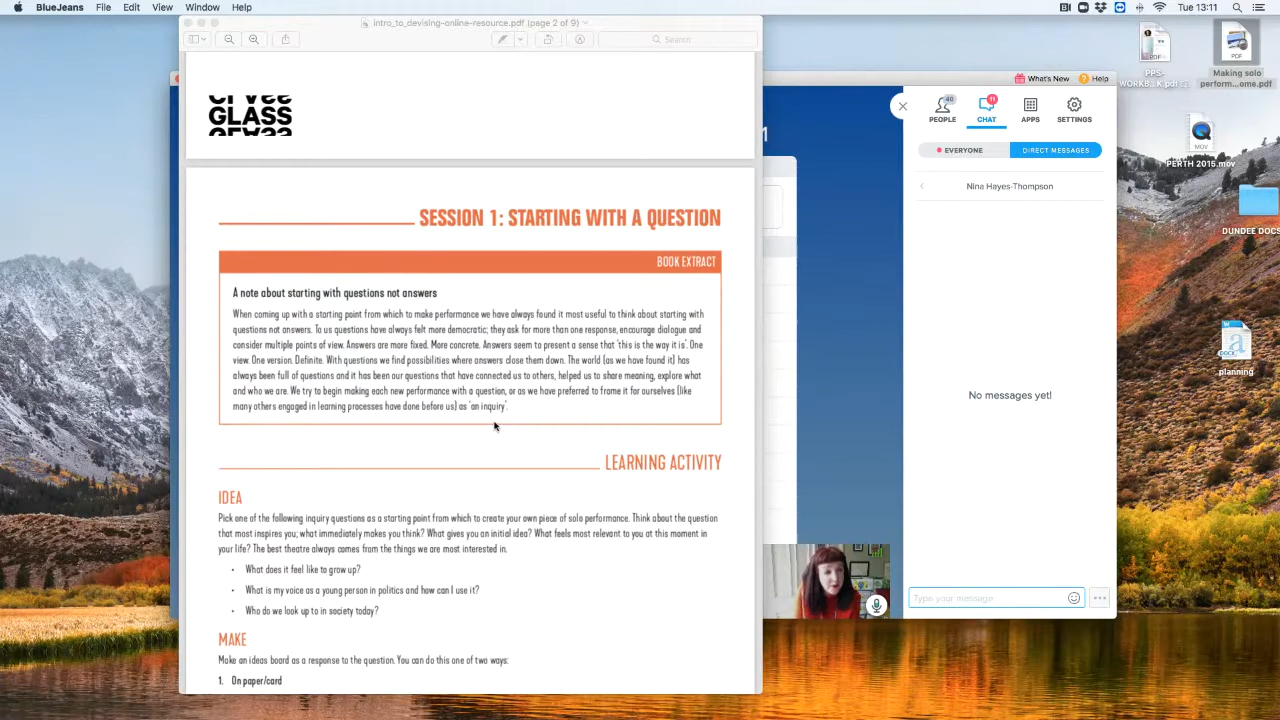 BlueJeans File Edit View Window Help
Tue 13:11
intro_to_devising-online-resource.pdf (page 2 of 9)
Search
GLASS
SESSION 1: STARTING WITH A QUESTION
BOOK EXTRACT
A note about starting with questions not answers
When coming up with a starting point from which to make performance we have always found it most useful to think about starting with
questions not answers. To us questions have always felt more democratic; they ask for more than one response, encourage dialogue and
consider multiple points of view. Answers are more fixed. More concrete. Answers seem to present a sense that 'this is the way it is'. One
view. One version. Definite. With questions we find possibilities where answers close them down. The world (as we have found it) has
always been full of questions and it has been our questions that have connected us to others, helped us to share meaning, explore what
and who we are. We try to begin making each new performance with a question, or as we have preferred to frame it for ourselves (like
many others engaged in learning processes have done before us) as 'an inquiry'.
LEARNING ACTIVITY
IDEA
Pick one of the following inquiry questions as a starting point from which to create your own piece of solo performance. Think about the question
that most inspires you; what immediately makes you think? What gives you an initial idea? What feels most relevant to you at this moment in
your life? The best theatre always comes from the things we are most interested in.
• What does it feel like to grow up?
• What is my voice as a young person in politics and how can I use it?
• Who do we look up to in society today?
MAKE
Make an ideas board as a response to the question. You can do this one of two ways:
1. On paper/card
What's New
Help
40
11
PEOPLE
CHAT
APPS
SETTINGS
EVERYONE
DIRECT MESSAGES
Nina Hayes-Thompson
No messages yet!
Type your message
PDF
PPS-
WORKB...K.pdf
PDF
Making solo
perform...ome.pdf
MOV
PERTH 2015.mov
DUNDEE DOCS
DOCX
planning